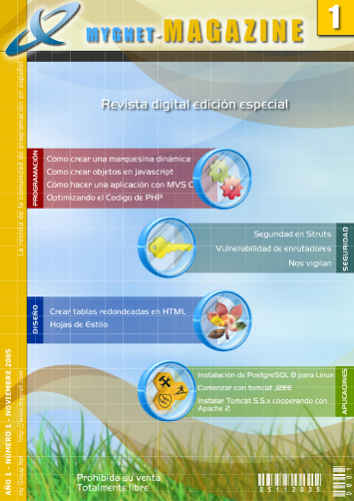 MYGNET-MAGAZINE
1
Revista digital edición especial
PROGRAMACIÓN
Como crear una marquesina dinámica
Como crear objetos en javascript
Cómo hacer una aplicación con MVS C
Optimizando el Codigo de PHP
SEGURIDAD
Seguridad en Struts
Vulnerabilidad de enrutadores
Nos vigilan
DISEÑO
Crear tablas redondeadas en HTML
Hojas de Estilo
APLICACIONES
Instalación de PostgreSQL 8 para Linux
Comenzar con tomcat J2EE
Instalar Tomcat 5.5.x cooperando con
Apache 2
La revista de la comunidad de programación en español
AÑO 1 - NÚMERO 1 - NOVIEMBRE 2005
Prohibida su venta
Totalmente libre